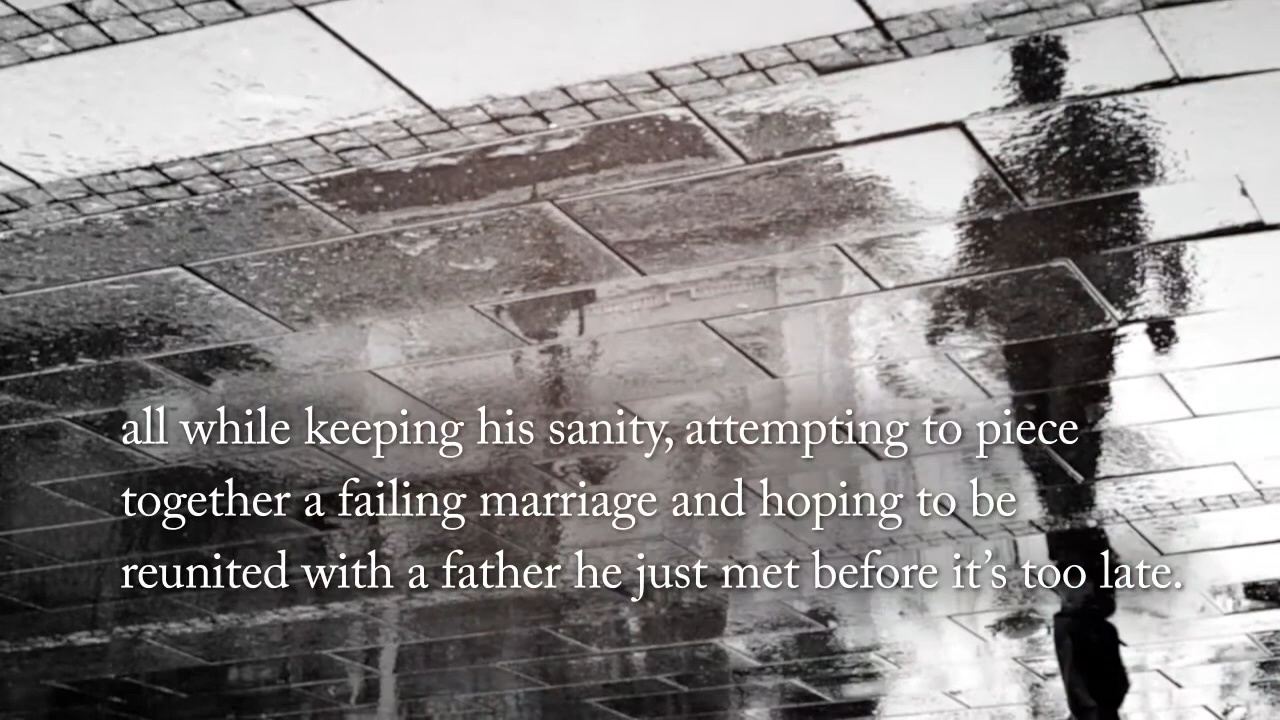 all while keeping his sanity, attempting to piece
together a failing marriage and hoping to be
reunited with a father he just met before it’s too late.